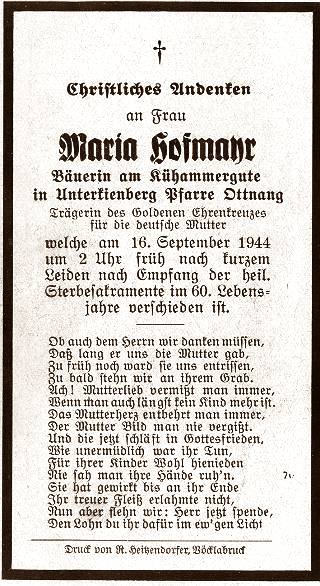 Christliches Andenken
an Frau
Maria Hofmayr
Bäuerin am Kühammergute
in Unterkienberg Pfarre Ottnang
Trägerin des Goldenen Ehrenkreuzes
für die deutsche Mutter
welche am 16. September 1944
um 2 Uhr früh nach kurzem
Leiden nach Empfang der heil.
Sterbesakramente im 60. Lebens-
jahre verschieden ist.
Ob auch dem Herrn wir danken müssen,
Daß lang er uns die Mutter gab,
Zu früh noch ward sie uns entrissen,
Zu bald stehn wir an ihrem Grab.
Ach! Mutterlieb vermißt man immer,
Wenn man auch längst kein Kind mehr ist.
Das Mutterherz entbehrt man immer,
Der Mutter Bild man nie vergißt.
Und die jetzt schläft in Gottesfrieden,
Wie unermüdlich war ihr Tun,
Für ihrer Kinder Wohl hienieden
Nie sah man ihre Hände ruh'n.
Sie hat gewirkt bis an ihr Ende
Ihr treuer Fleiß erlahmte nicht,
Nun aber flehn wir: Herr jetzt spende,
Den Lohn du ihr dafür im ew'gen Licht
Druck von R. Heitzendorfer, Vöcklabruck